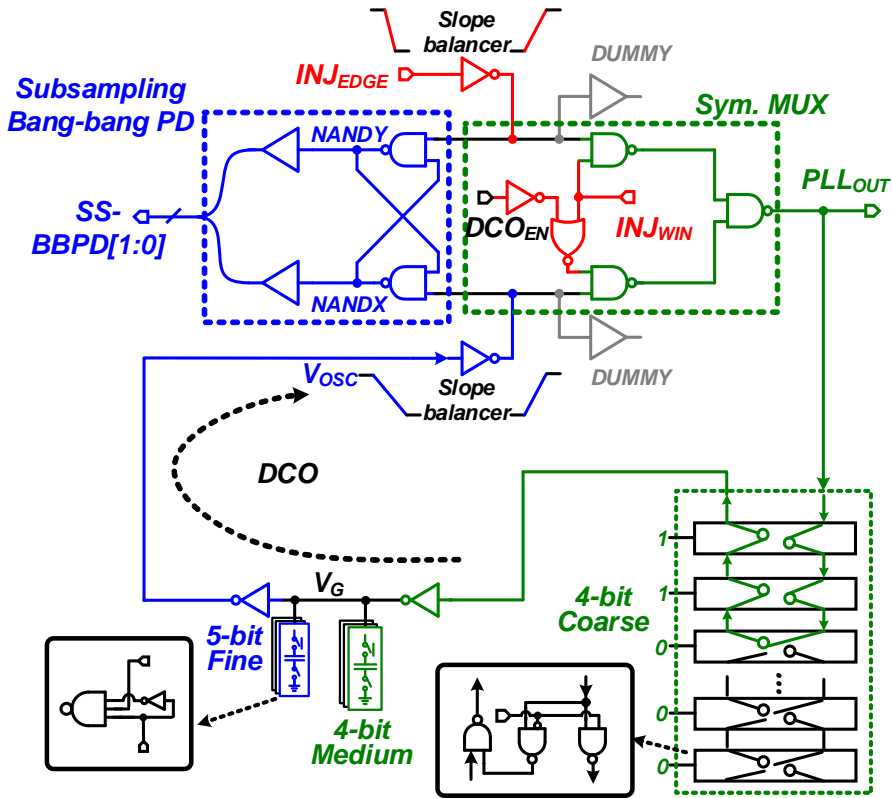 Slope
balancer
DUMMY
INJEDGE
Subsampling
Bang-bang PD
Sym. MUX
NANDY
PLLOUT
SS-
BBPD[1:0]
DCOEN
INJWIN
NANDX
VOSC
Slope
balancer
DUMMY
DCO
1
VG
1
4-bit
Coarse
5-bit
Fine
0
4-bit
Medium
0
0